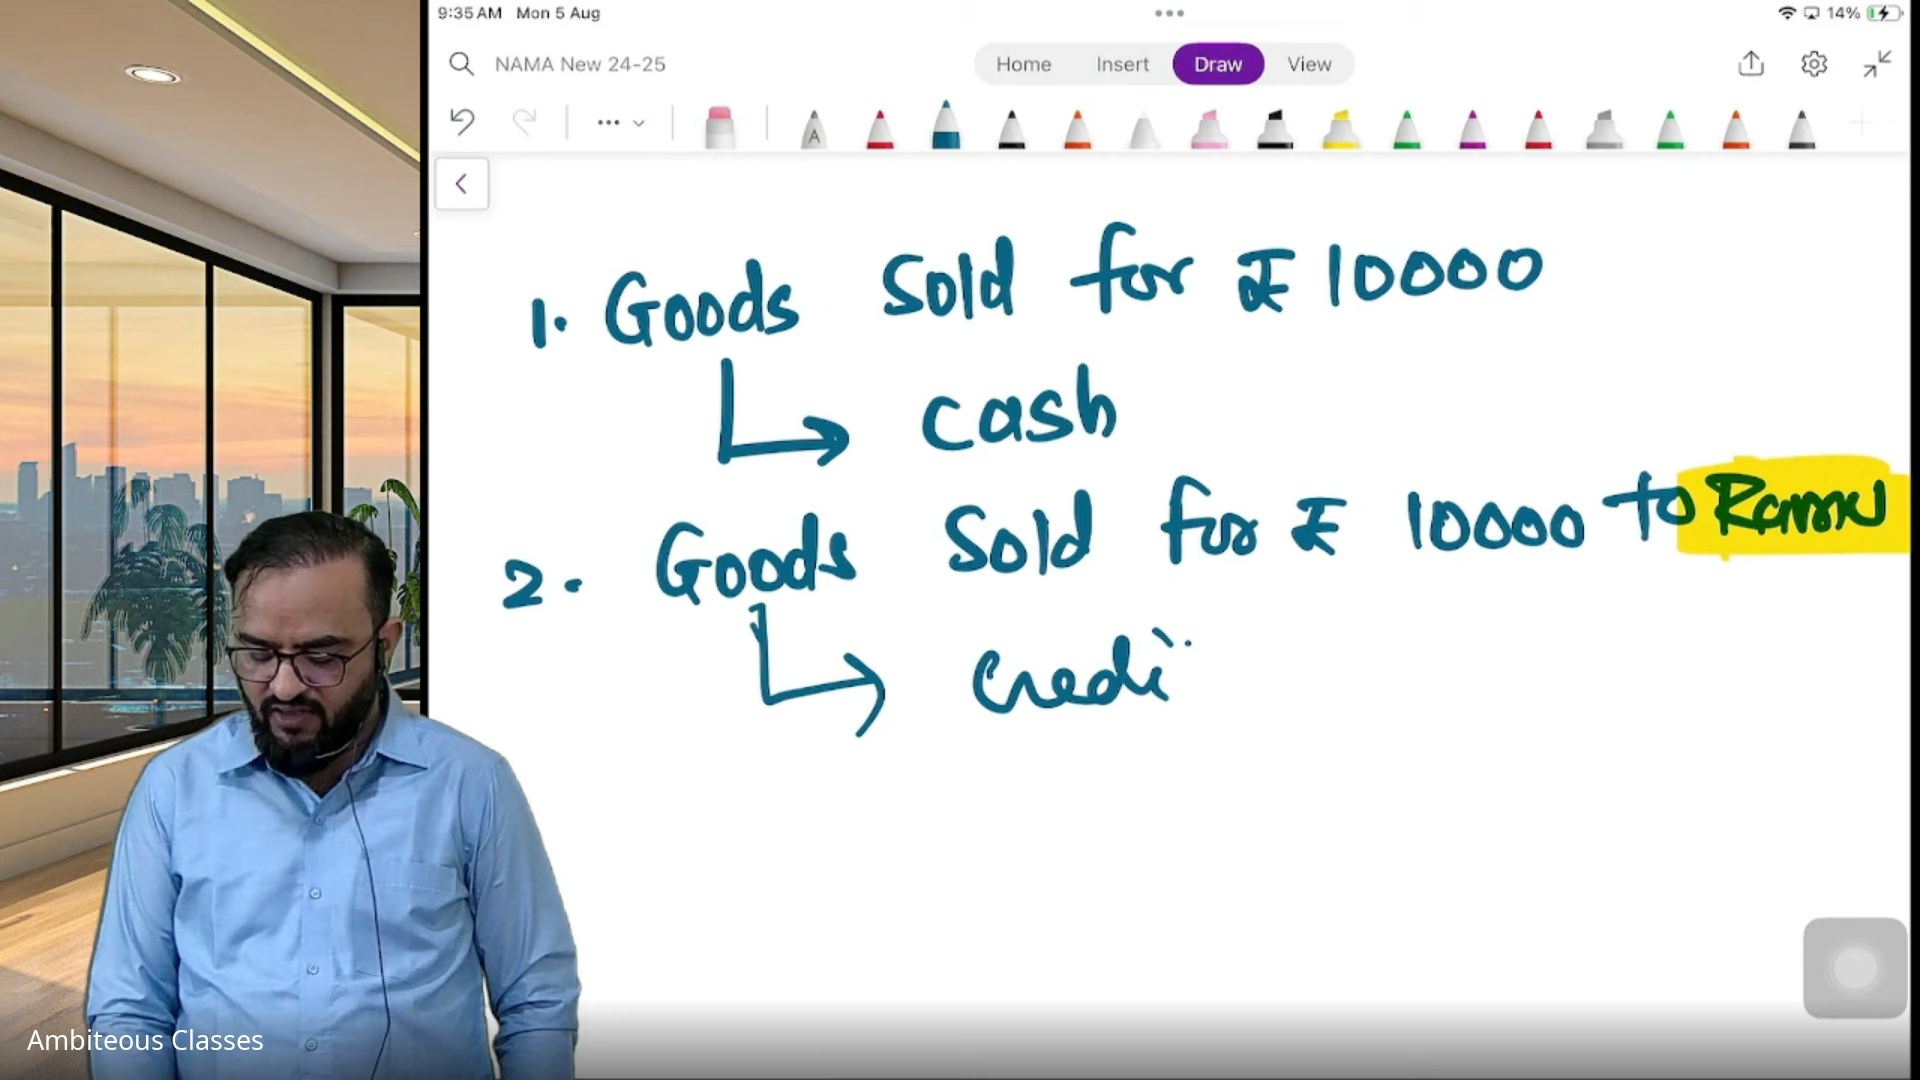 9:35 AM Mon 5 Aug
14%
NAMA New 24-25
Home Insert Draw View
A
1. Goods Sold for ₹ 10000
cash
2. Goods Sold for ₹ 10000 to Ramu
Credi
Ambiteous Classes